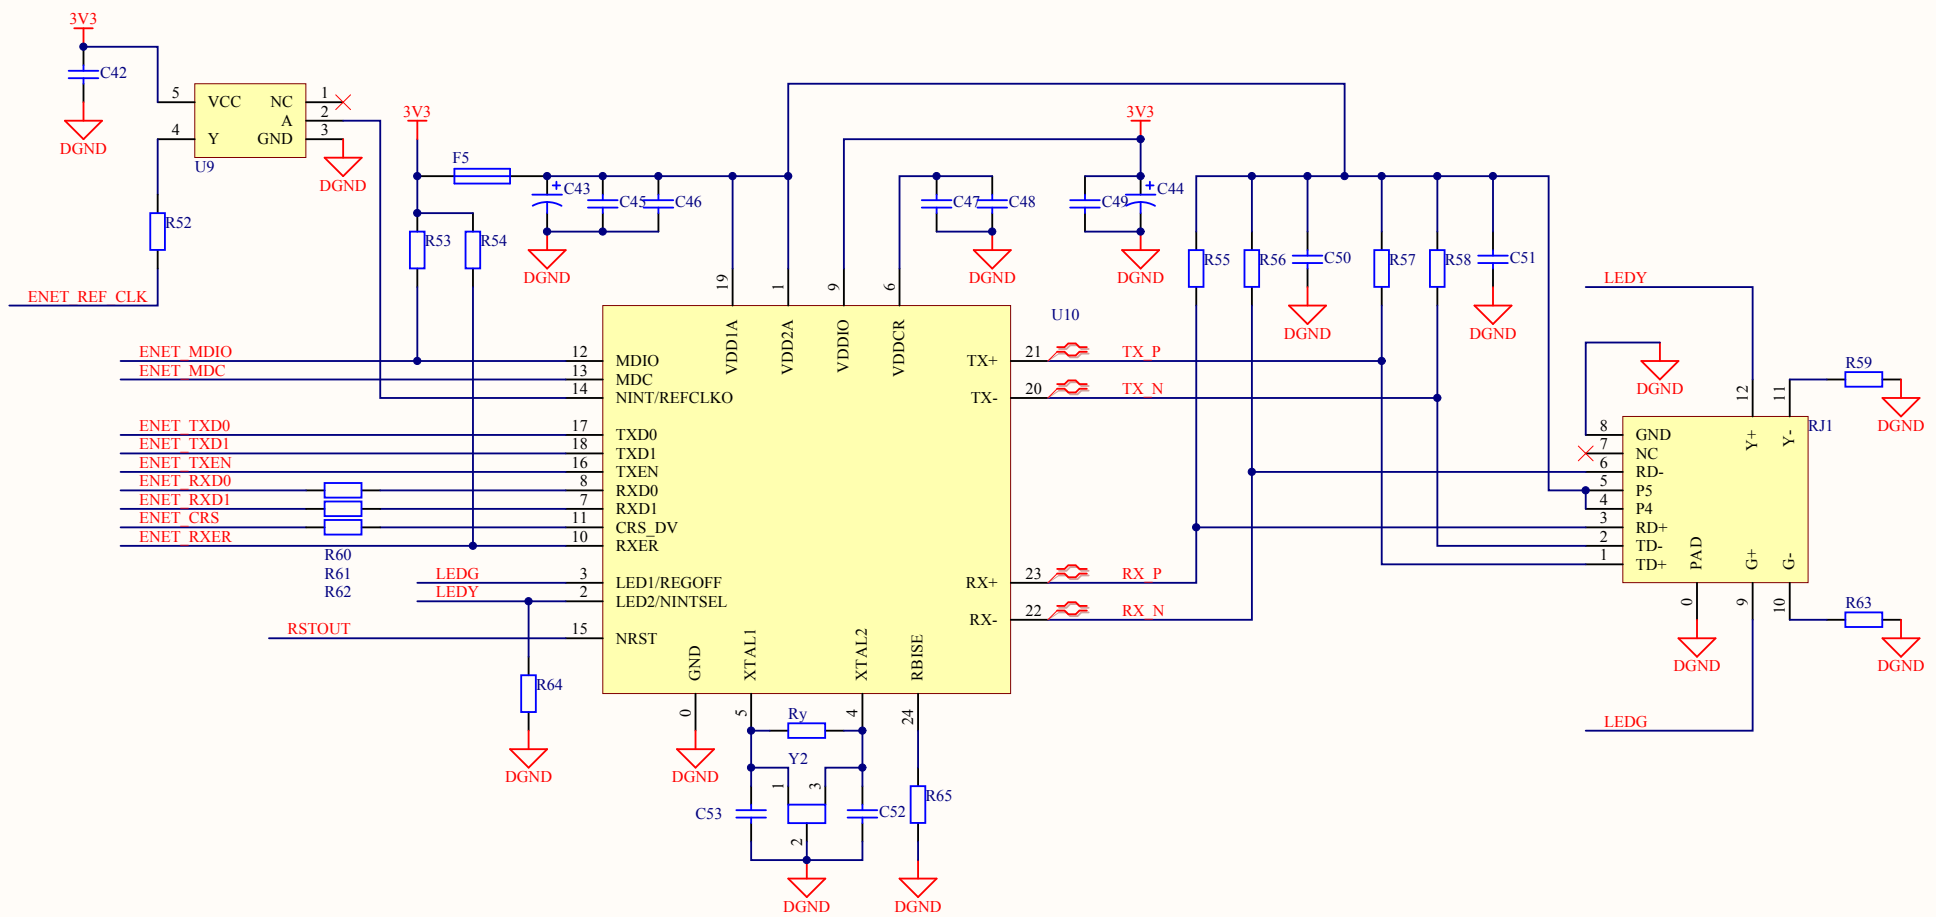 3V3
C42
DGND
5 VCC NC 1
A 2
4 Y GND 3
U9
DGND
R52
ENET_REF_CLK
3V3
F5
C43
C45
C46
R53
R54
DGND
C47
C48
DGND
3V3
C49
C44
DGND
R55
R56
C50
R57
R58
C51
DGND
DGND
19
1
9
6
VDD1A
VDD2A
VDDIO
VDDCR
U10
ENET_MDIO 12 MDIO
ENET_MDC 13 MDC
14 NINT/REFCLKO
ENET_TXD0 17 TXD0
ENET_TXD1 18 TXD1
ENET_TXEN 16 TXEN
ENET_RXD0 8 RXD0
ENET_RXD1 7 RXD1
ENET_CRS 11 CRS_DV
ENET_RXER 10 RXER
R60
R61
R62
LEDG 3 LED1/REGOFF
LEDY 2 LED2/NINTSEL
RSTOUT 15 NRST
TX+ 21 TX_P
TX- 20 TX_N
RX+ 23 RX_P
RX- 22 RX_N
GND
XTAL1
XTAL2
RBISE
0
5
4
24
R64
DGND
DGND
Ry
Y2
1
3
2
C53
C52
R65
DGND
DGND
LEDY
DGND
12
11
R59
DGND
RJ1
Y+
Y-
8 GND
7 NC
6 RD-
5 P5
4 P4
3 RD+
2 TD-
1 TD+
PAD
G+
G-
0
9
10
R63
DGND
DGND
LEDG